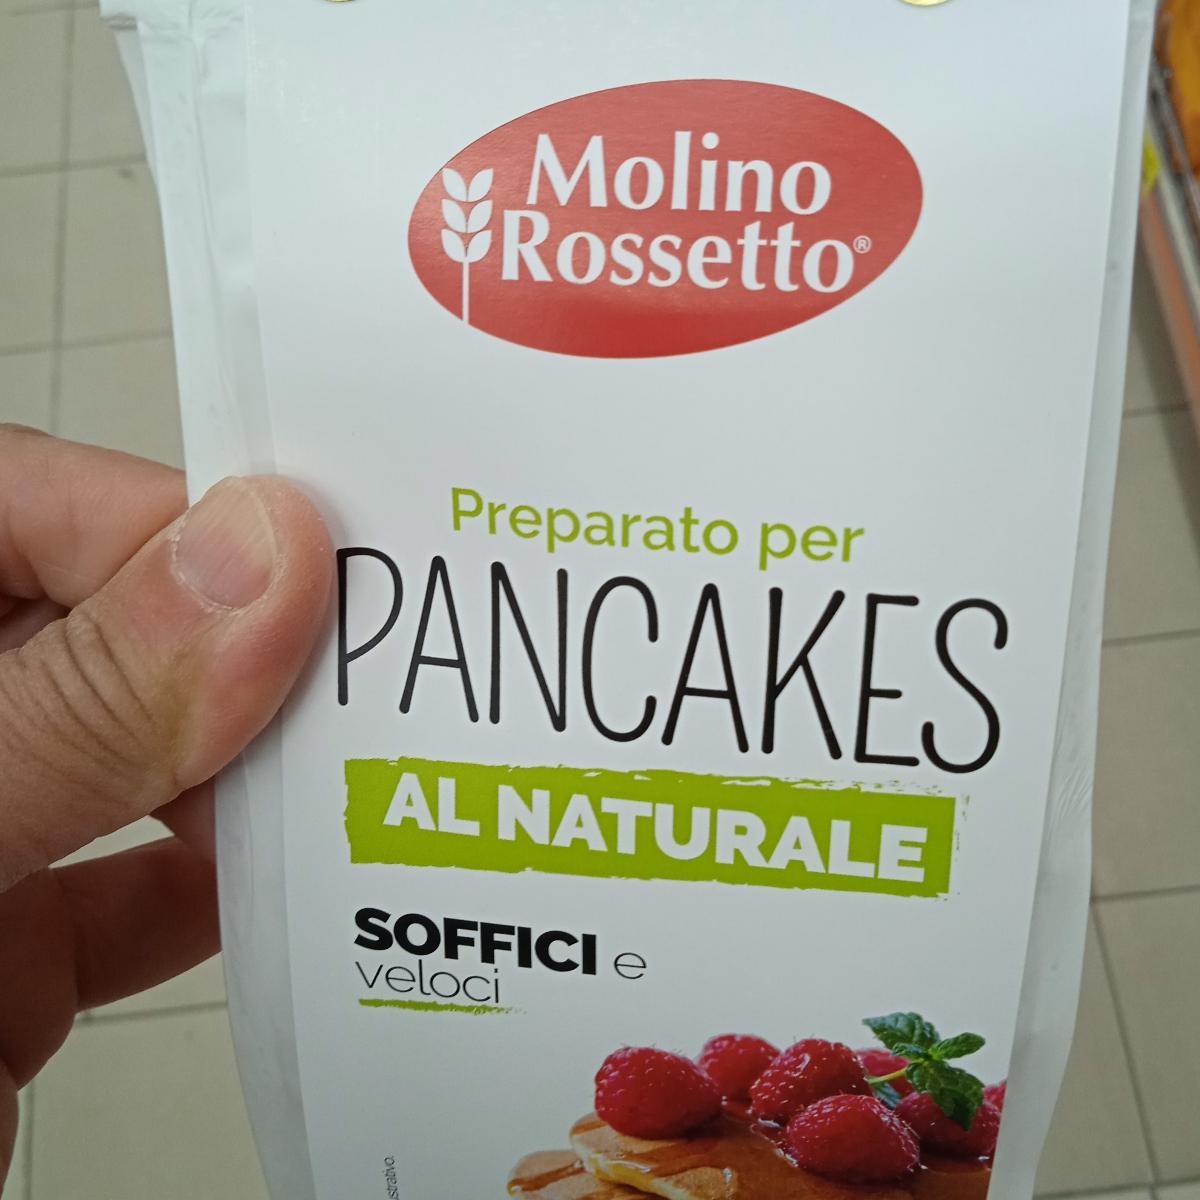 Molino
Rossetto®
Preparato per
PANCAKES
AL NATURALE
SOFFICI e
veloci